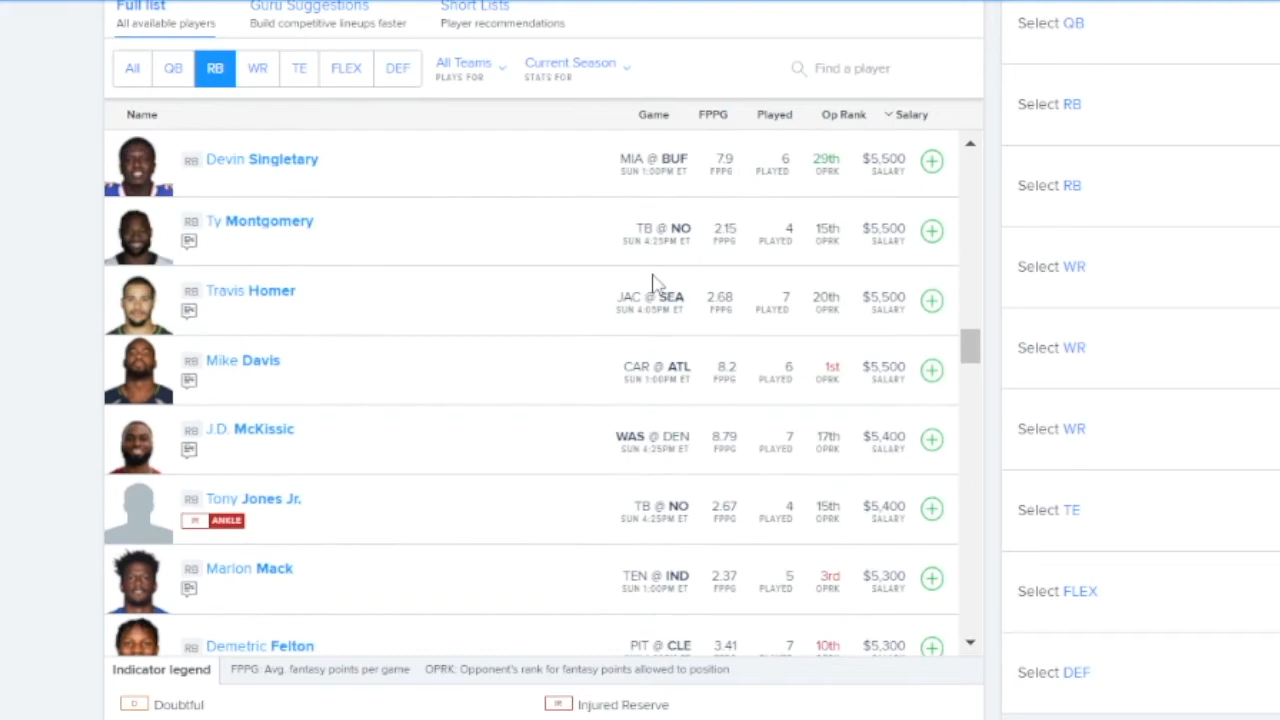 Full list Guru Suggestions Short Lists
All available players Build competitive lineups faster Player recommendations
All QB RB WR TE FLEX DEF All Teams Current Season Find a player
PLAYS FOR STATS FOR
Name Game FPPG Played Op Rank Salary
RB Devin Singletary MIA @ BUF 7.9 6 29th $5,500
SUN 1:00PM ET FPPG PLAYED OPRK SALARY
RB Ty Montgomery TB @ NO 2.15 4 15th $5,500
SUN 4:25PM ET FPPG PLAYED OPRK SALARY
RB Travis Homer JAC @ SEA 2.68 7 20th $5,500
SUN 4:05PM ET FPPG PLAYED OPRK SALARY
RB Mike Davis CAR @ ATL 8.2 6 1st $5,500
SUN 1:00PM ET FPPG PLAYED OPRK SALARY
RB J.D. McKissic WAS @ DEN 8.79 7 17th $5,400
SUN 4:25PM ET FPPG PLAYED OPRK SALARY
RB Tony Jones Jr. TB @ NO 2.67 4 15th $5,400
IR ANKLE SUN 4:25PM ET FPPG PLAYED OPRK SALARY
RB Marlon Mack TEN @ IND 2.37 5 3rd $5,300
SUN 1:00PM ET FPPG PLAYED OPRK SALARY
RB Demetric Felton PIT @ CLE 3.41 7 10th $5,300
Indicator legend FPPG: Avg. fantasy points per game OPRK: Opponent's rank for fantasy points allowed to position
D Doubtful IR Injured Reserve
Select QB
Select RB
Select RB
Select WR
Select WR
Select WR
Select TE
Select FLEX
Select DEF